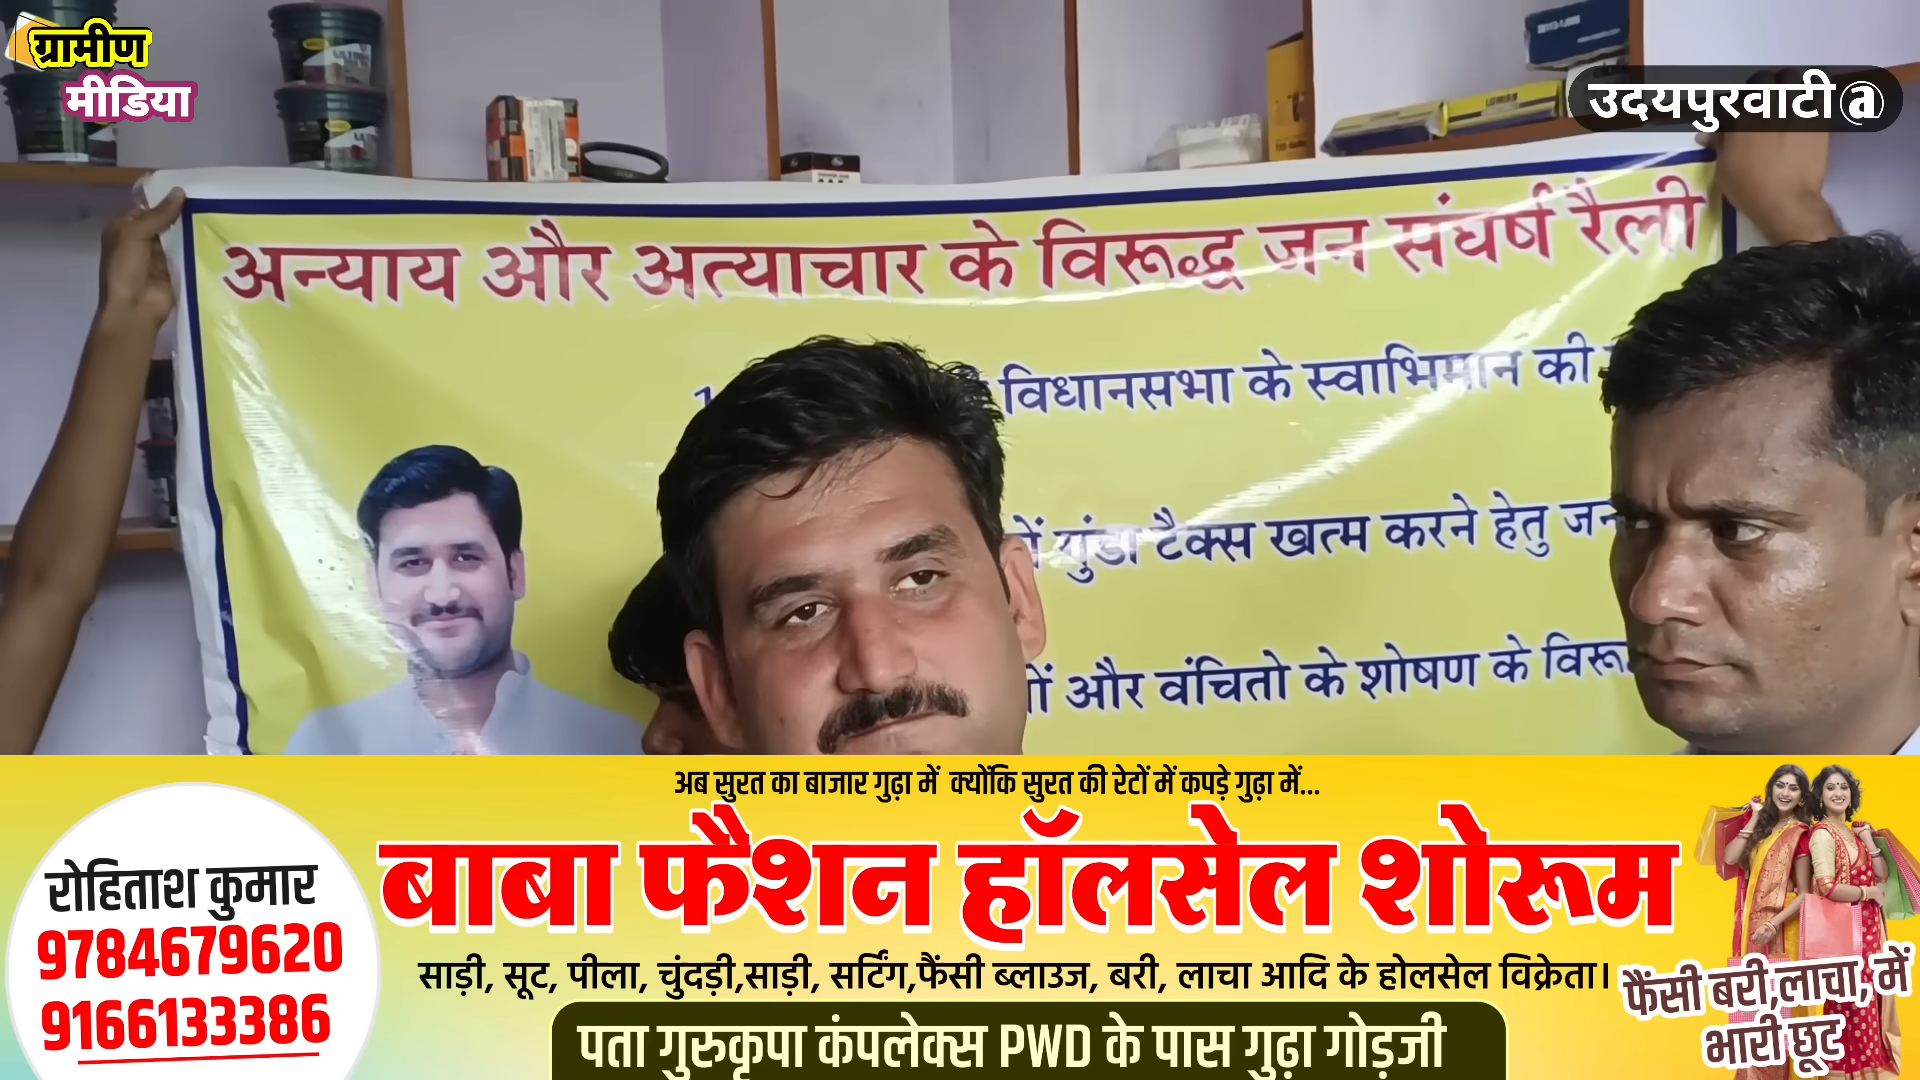 ग्रामीण
मीडिया
उदयपुरवाटी@
अन्याय और अत्याचार के विरूद्ध जन संघर्ष रैली
विधानसभा के स्वाभिमान की
गुंडा टैक्स खत्म करने हेतु
और वंचितो के शोषण के
अब सुरत का बाजार गुढ़ा में क्योंकि सुरत की रेटों में कपड़े गुढ़ा में...
बाबा फैशन हॉलसेल शोरूम
रोहिताश कुमार
9784679620
9166133386
साड़ी, सूट, पीला, चुंदड़ी,साड़ी, सर्टिंग,फैंसी ब्लाउज, बरी, लाचा आदि के होलसेल विक्रेता।
पता गुरुकृपा कंपलेक्स PWD के पास गुढ़ा गोड़जी
फैंसी बरी,लाचा, में
भारी छूट